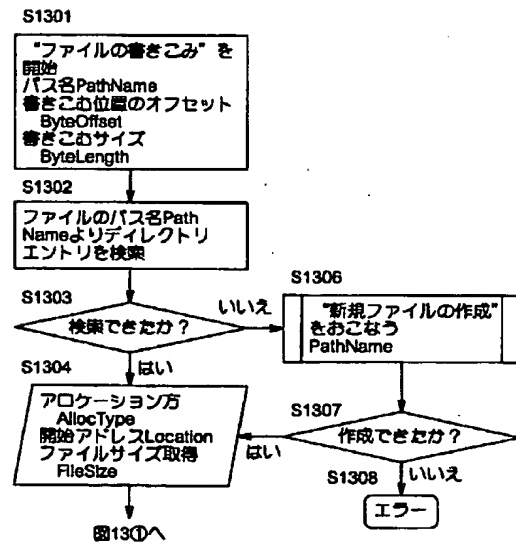 S1301
“ファイルの書きこみ”を
開始
パス名PathName
書きこむ位置のオフセット
ByteOffset
書きこむサイズ
ByteLength
S1302
ファイルのパス名Path
Nameよりディレクトリ
エントリを検索
S1303
検索できたか？
いいえ
はい
S1306
“新規ファイルの作成”
をおこなう
PathName
S1304
アロケーション方
AllocType
開始アドレスLocation
ファイルサイズ取得
FileSize
S1307
作成できたか？
はい
いいえ
S1308
エラー
図13①へ